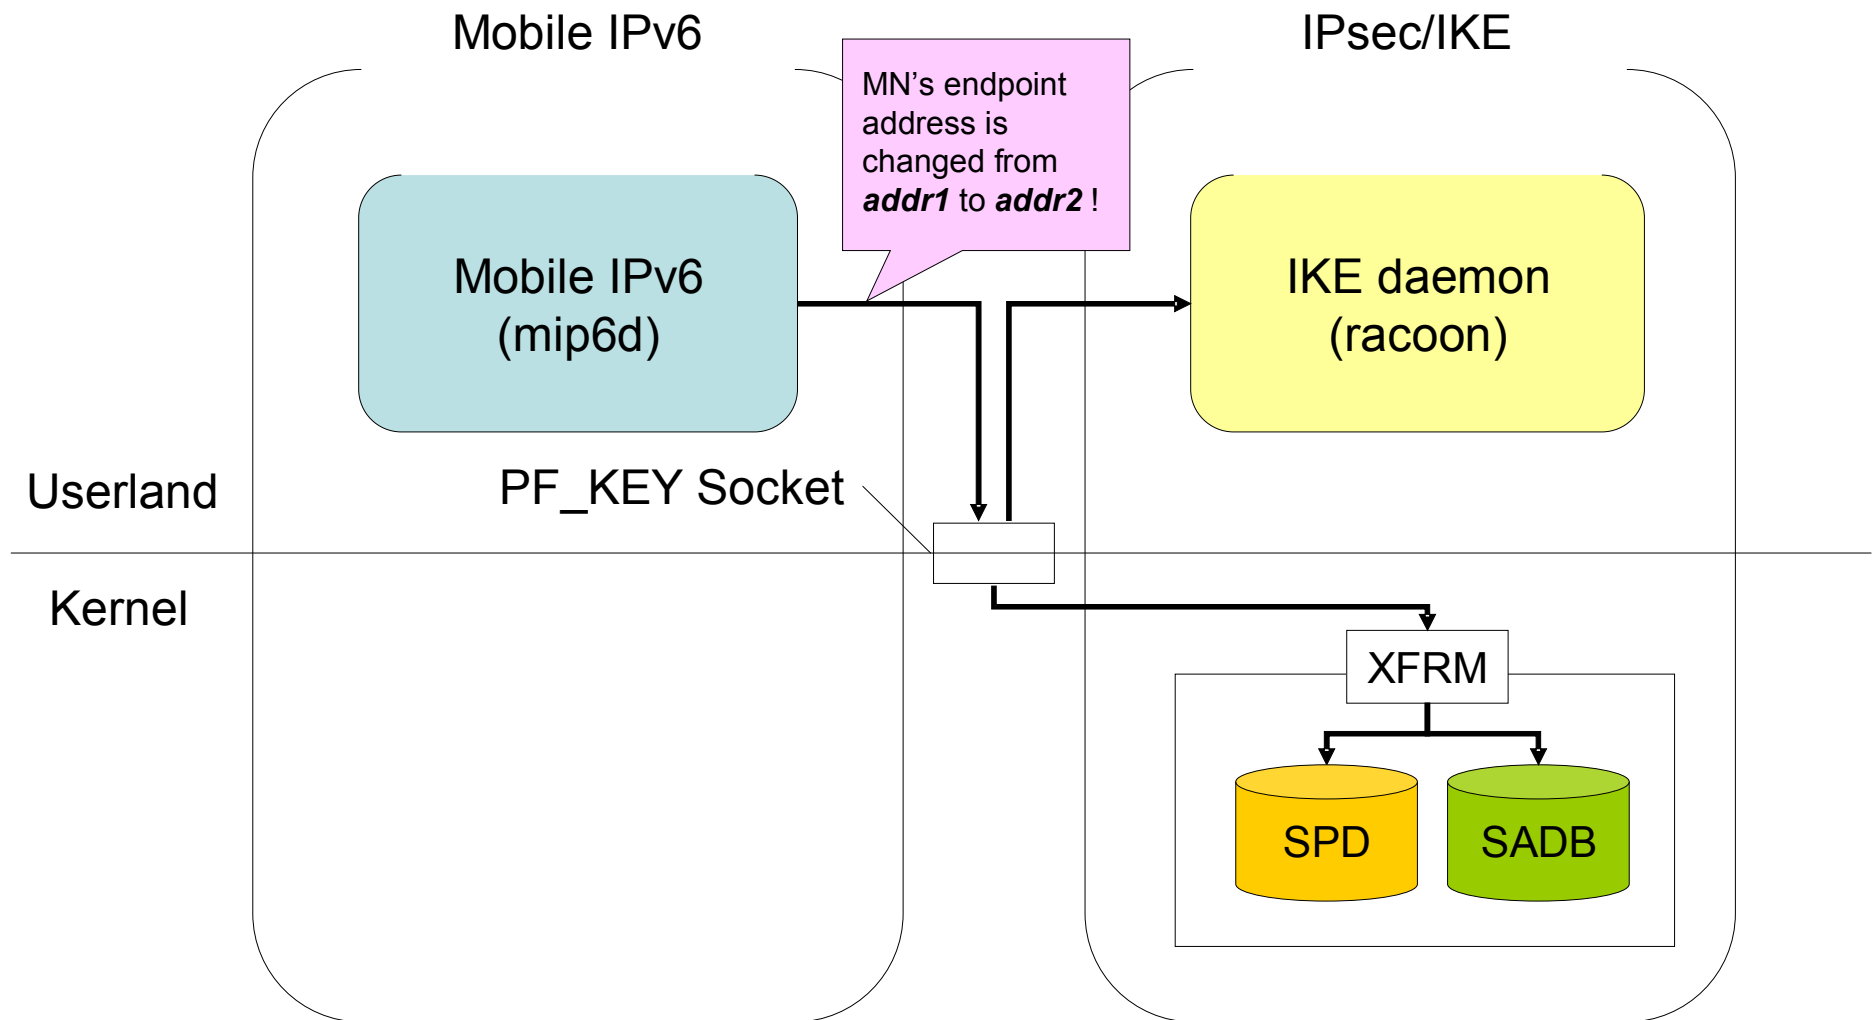 Mobile IPv6
IPsec/IKE
MN’s endpoint
address is
changed from
addr1 to addr2 !
Mobile IPv6
(mip6d)
IKE daemon
(racoon)
Userland
PF_KEY Socket
Kernel
XFRM
SPD
SADB